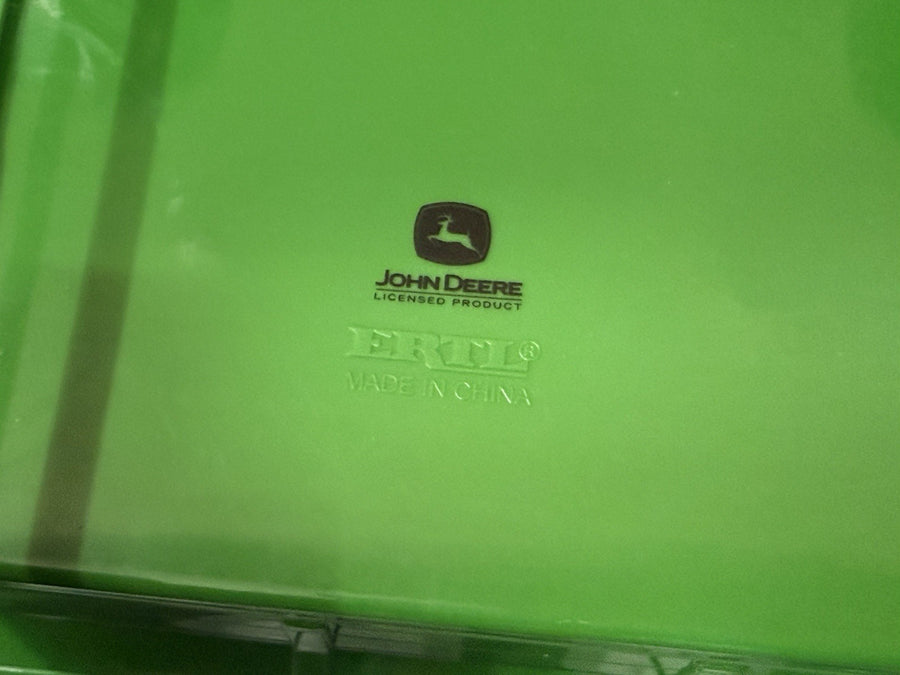 JOHN DEERE
LICENSED PRODUCT
ERTL®
MADE IN CHINA